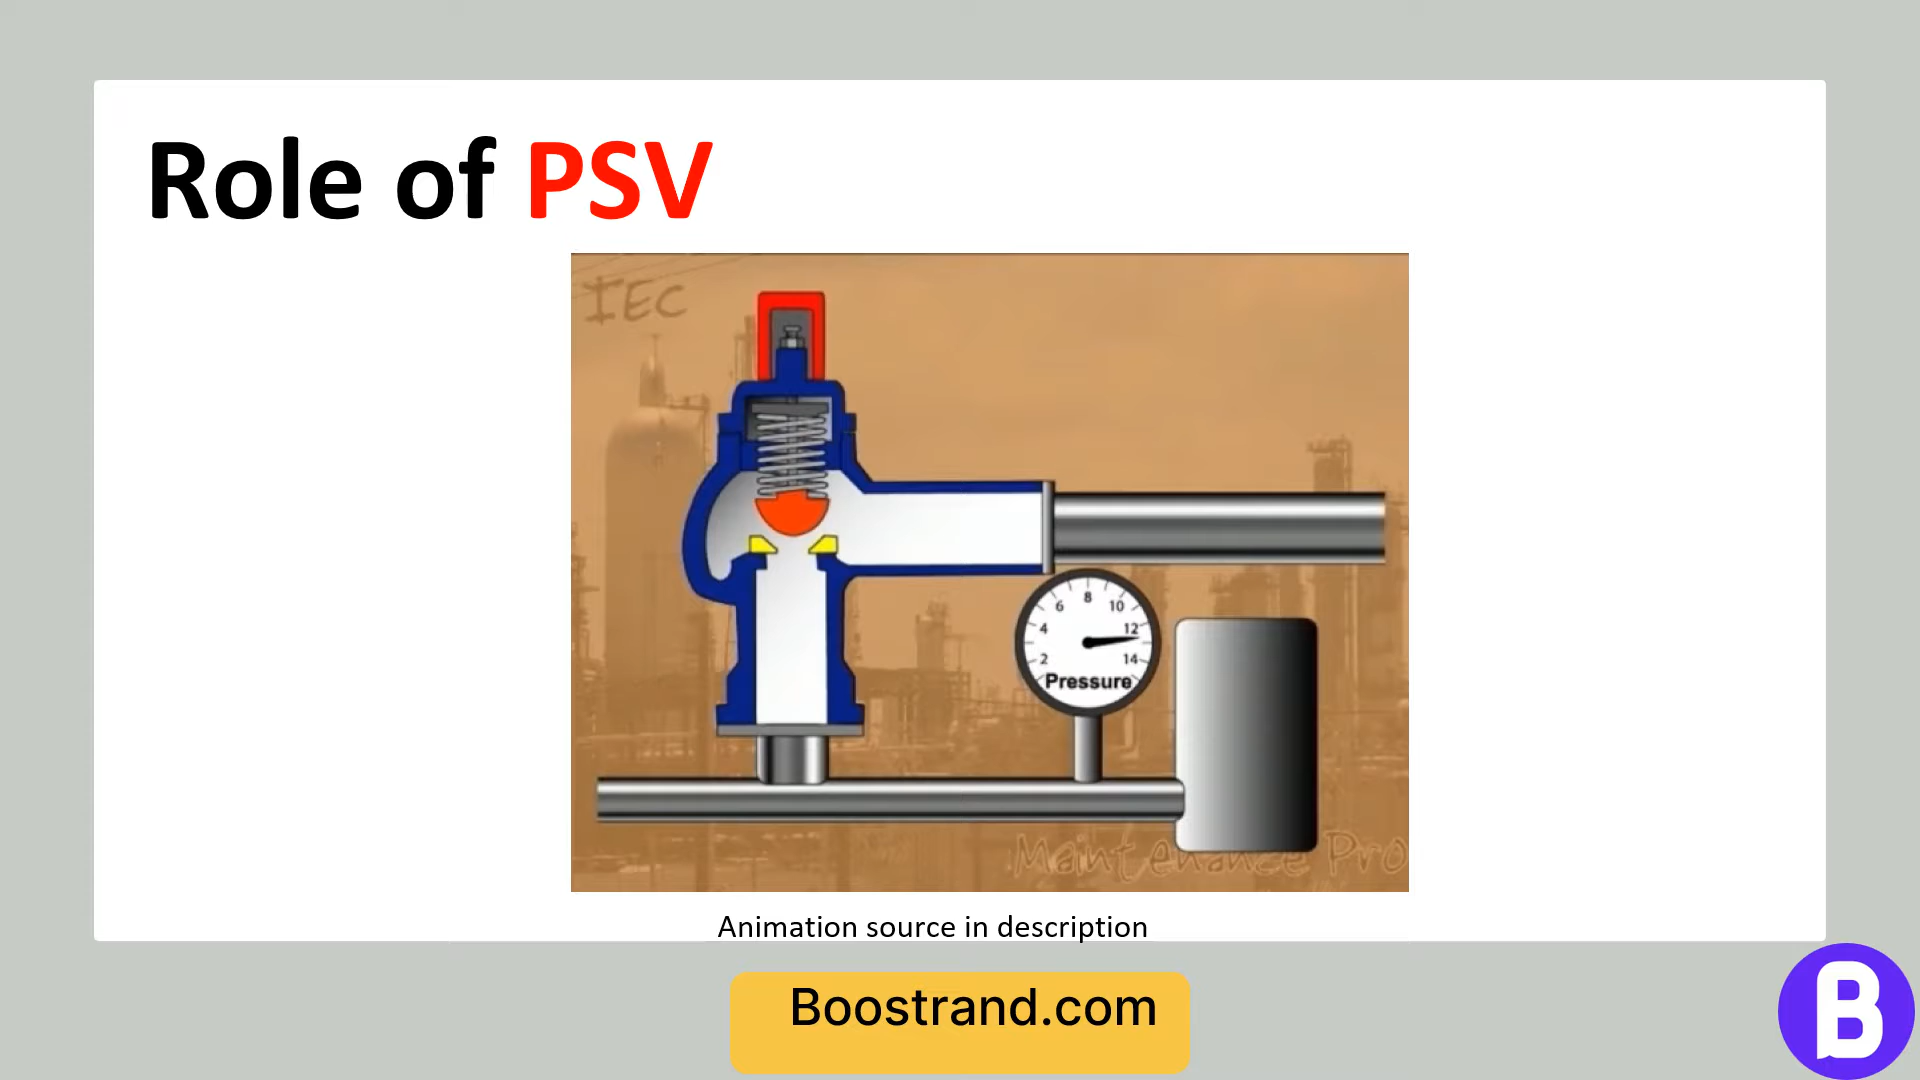 Role of PSV
IEC
6 8 10
4 12
2 14
Pressure
Maintenance Pro
Animation source in description
Boostrand.com
B